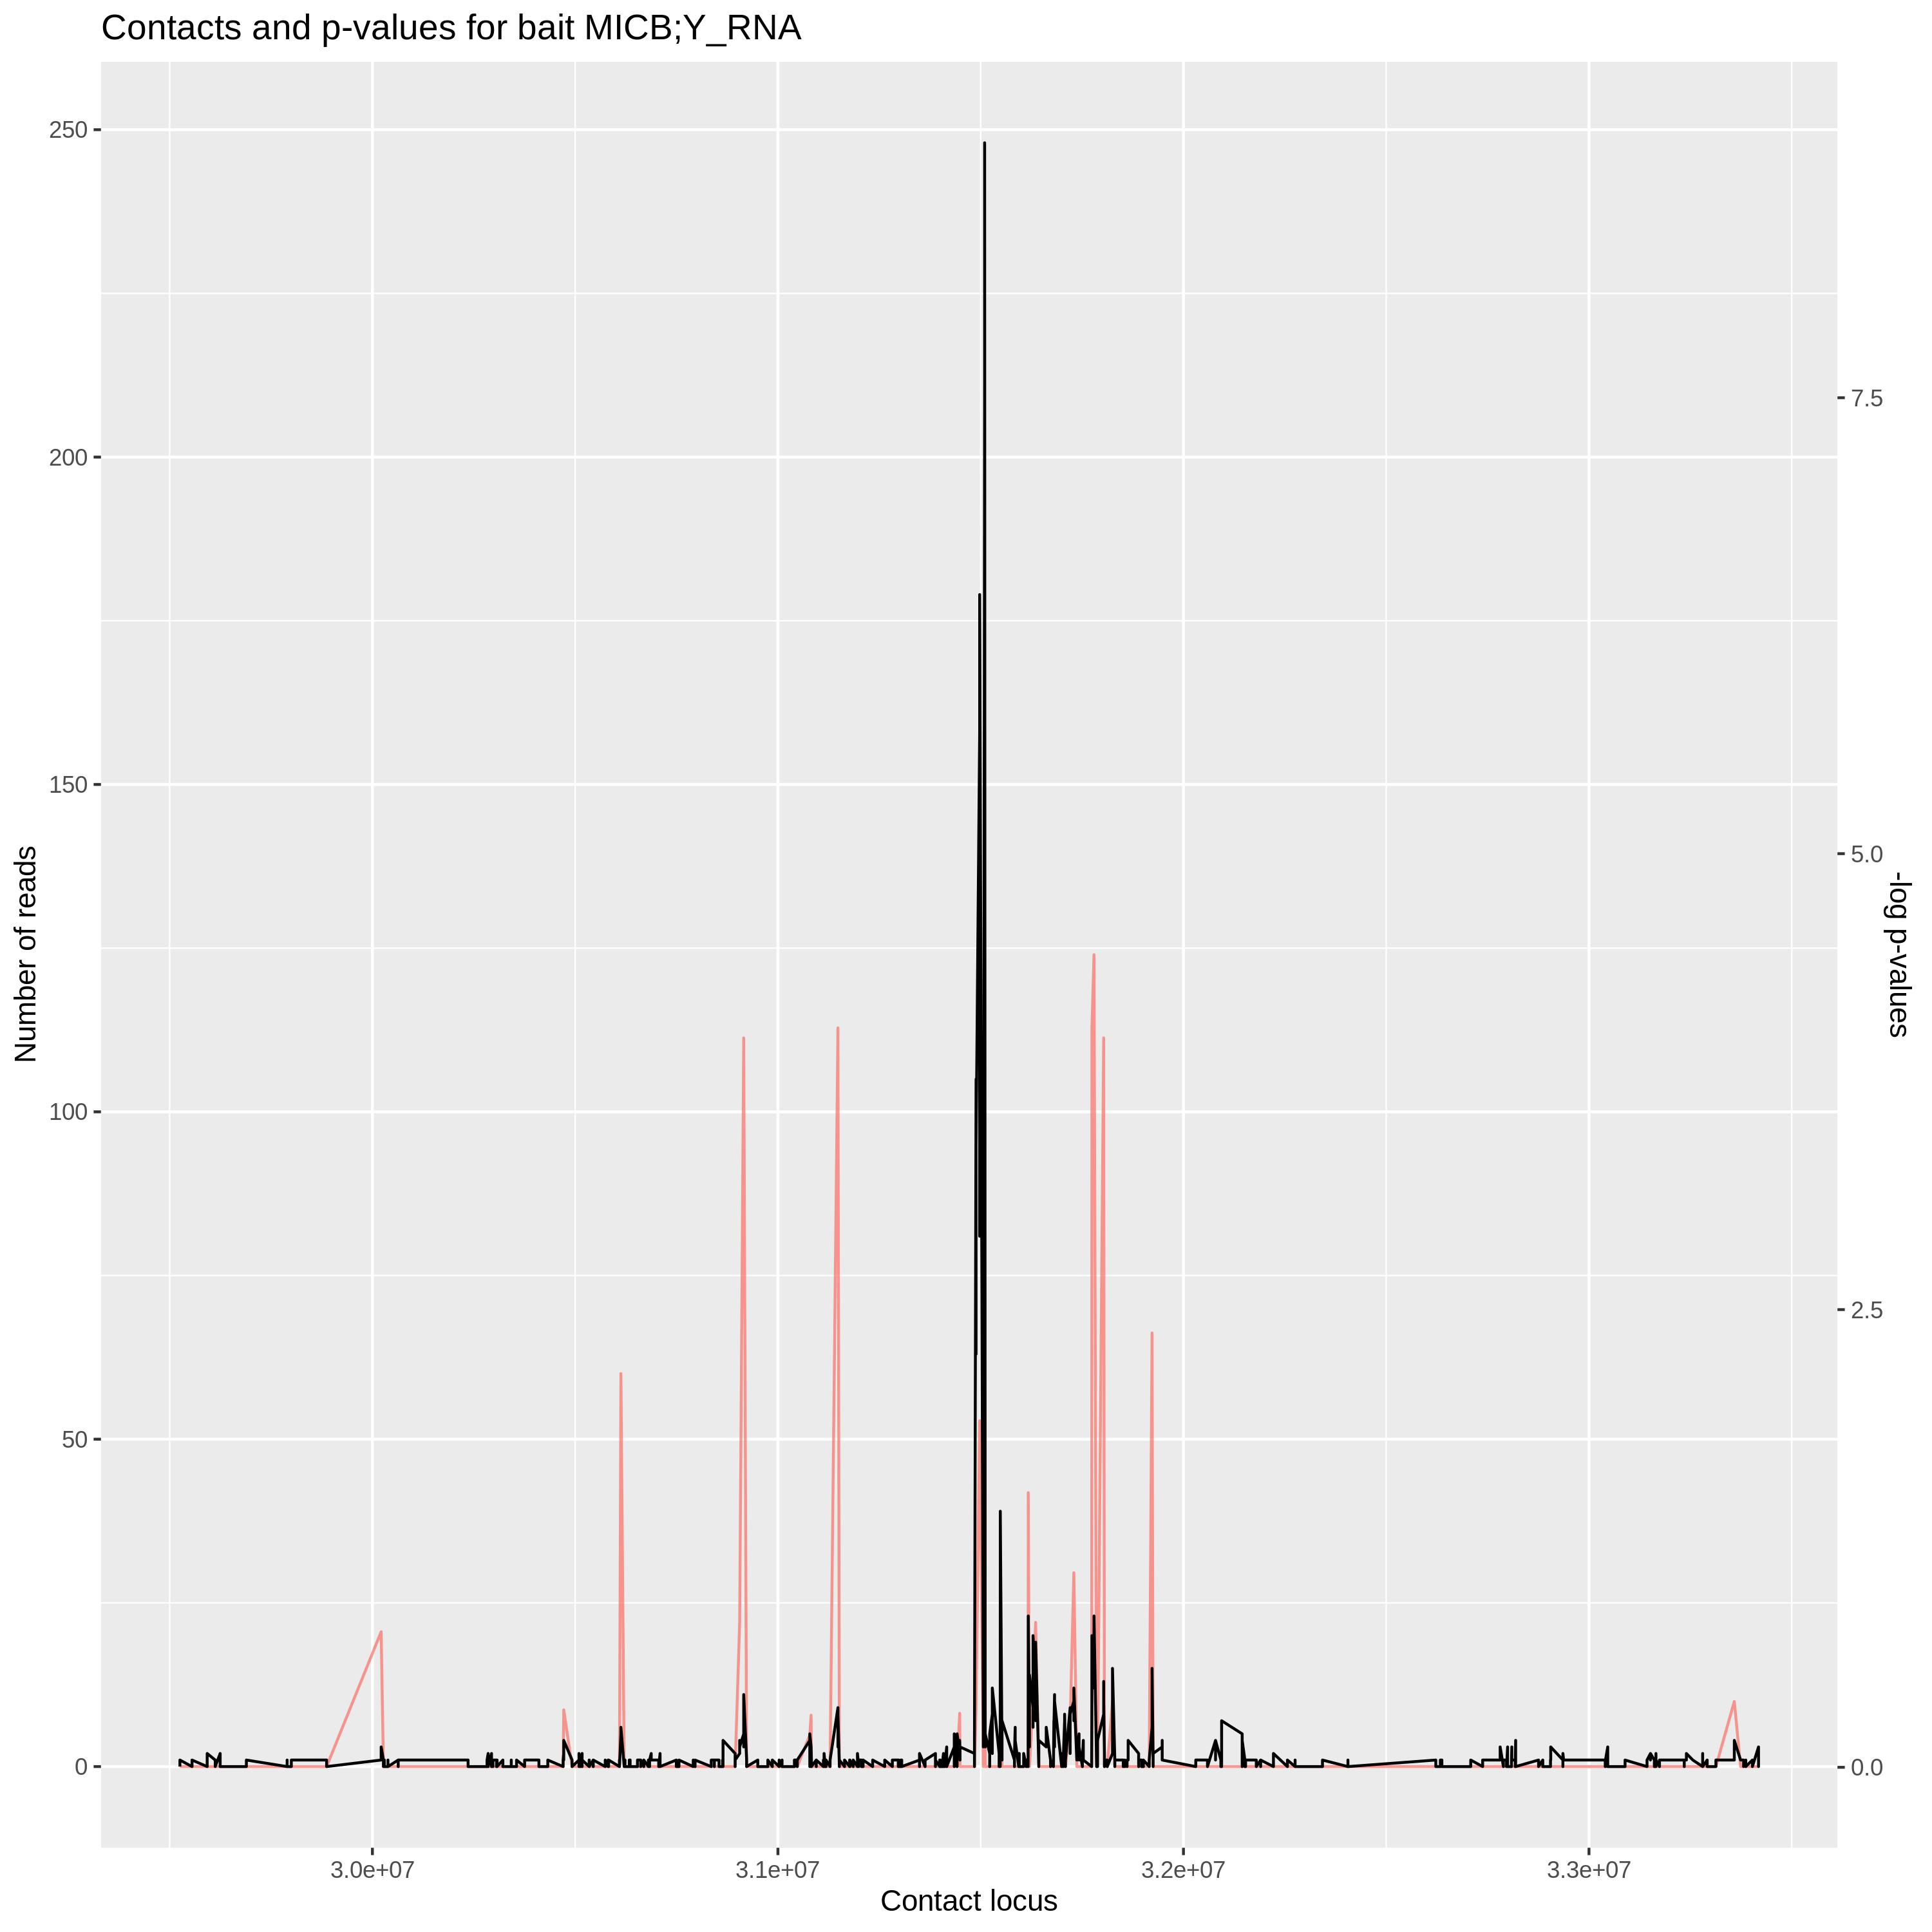 Contacts and p-values for bait MICB;Y_RNA
250
200
150
100
50
0
Number of reads
7.5
5.0
2.5
0.0
-log p-values
3.0e+07
3.1e+07
3.2e+07
3.3e+07
Contact locus